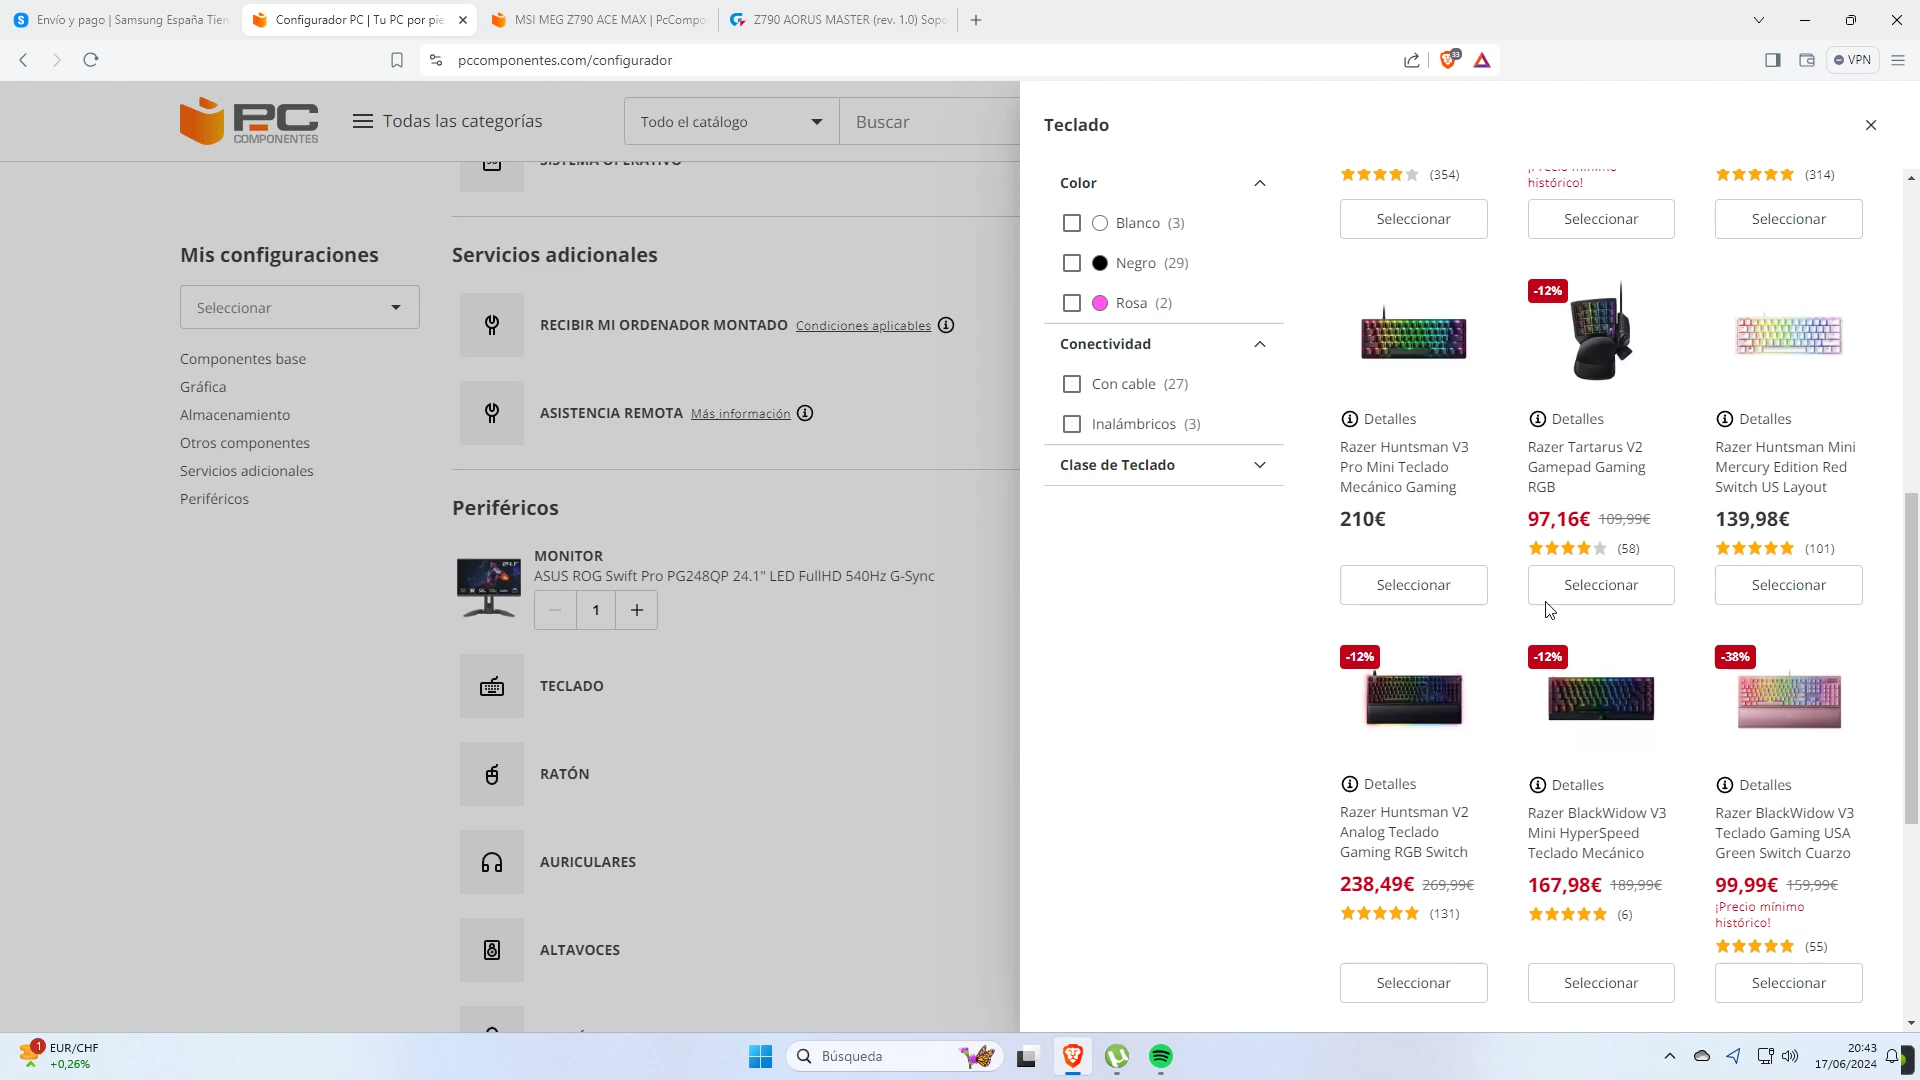 Envío y pago | Samsung España Tien
Configurador PC | Tu PC por pie
MSI MEG Z790 ACE MAX | PcCompo
Z790 AORUS MASTER (rev. 1.0) Sopo
pccomponentes.com/configurador
33
VPN
PC
COMPONENTES
Todas las categorías
Todo el catálogo
Buscar
SISTEMA OPERATIVO
Mis configuraciones
Seleccionar
Componentes base
Gráfica
Almacenamiento
Otros componentes
Servicios adicionales
Periféricos
Servicios adicionales
RECIBIR MI ORDENADOR MONTADO Condiciones aplicables
ASISTENCIA REMOTA Más información
Periféricos
MONITOR
ASUS ROG Swift Pro PG248QP 24.1" LED FullHD 540Hz G-Sync
1
TECLADO
RATÓN
AURICULARES
ALTAVOCES
Teclado
Color
Blanco (3)
Negro (29)
Rosa (2)
Conectividad
Con cable (27)
Inalámbricos (3)
Clase de Teclado
(354)
¡Precio mínimo
histórico!
(314)
Seleccionar
Seleccionar
Seleccionar
Detalles
Razer Huntsman V3
Pro Mini Teclado
Mecánico Gaming
210€
Seleccionar
-12%
Detalles
Razer Tartarus V2
Gamepad Gaming
RGB
97,16€ 109,99€
(58)
Seleccionar
Detalles
Razer Huntsman Mini
Mercury Edition Red
Switch US Layout
139,98€
(101)
Seleccionar
-12%
Detalles
Razer Huntsman V2
Analog Teclado
Gaming RGB Switch
238,49€ 269,99€
(131)
Seleccionar
-12%
Detalles
Razer BlackWidow V3
Mini HyperSpeed
Teclado Mecánico
167,98€ 189,99€
(6)
Seleccionar
-38%
Detalles
Razer BlackWidow V3
Teclado Gaming USA
Green Switch Cuarzo
99,99€ 159,99€
¡Precio mínimo
histórico!
(55)
Seleccionar
1
EUR/CHF
+0,26%
Búsqueda
20:43
17/06/2024